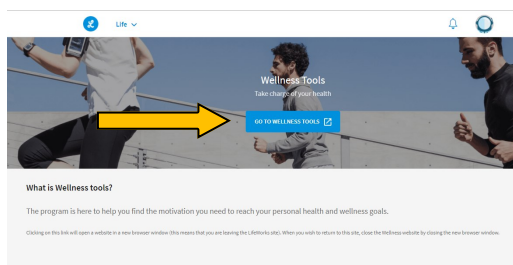 Life
Wellness Tools
Take charge of your health
GO TO WELLNESS TOOLS
What is Wellness tools?
The program is here to help you find the motivation you need to reach your personal health and wellness goals.
Clicking on this link will open a website in a new browser window (this means that you are leaving the LifeWorks site). When you wish to return to this site, close the Wellness website by closing the new browser window.